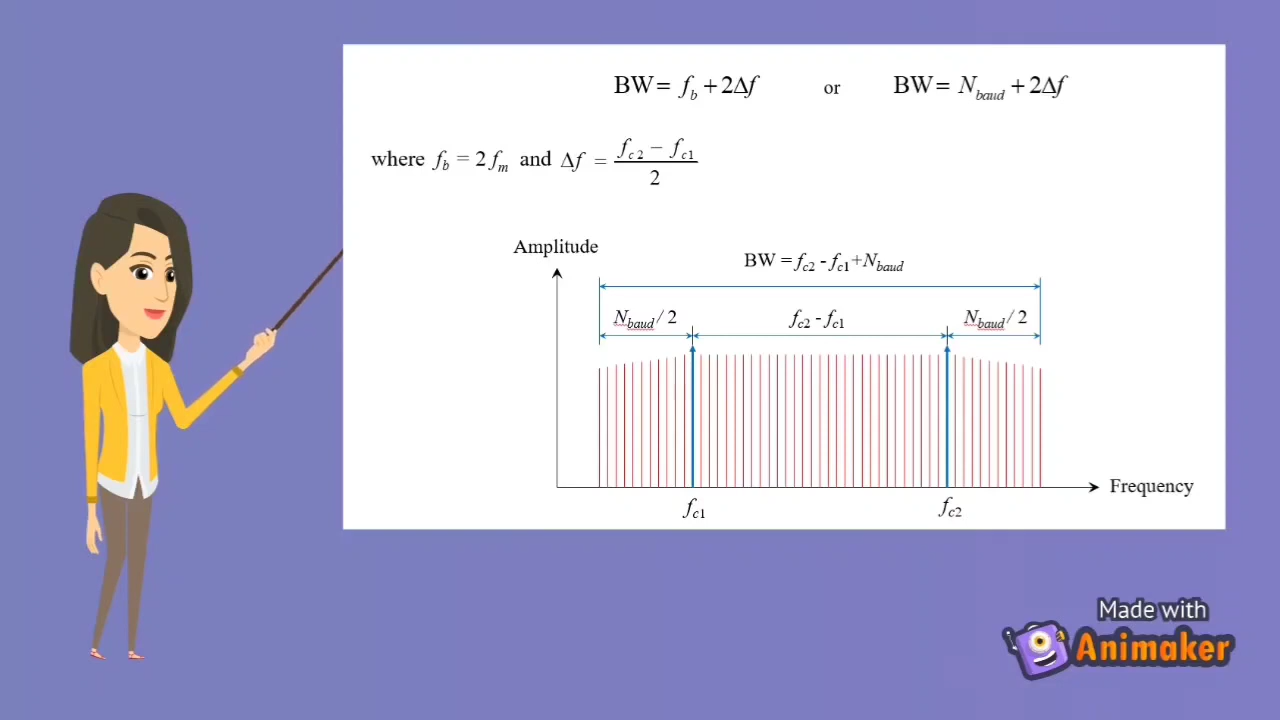 BW= f_b + 2Δf or BW= N_baud + 2Δf
where f_b = 2 f_m and Δf = (f_c2 − f_c1)/2
Amplitude
BW = f_c2 - f_c1+N_baud
N_baud / 2 f_c2 - f_c1 N_baud / 2
Frequency
f_c1 f_c2
Made with
Animaker